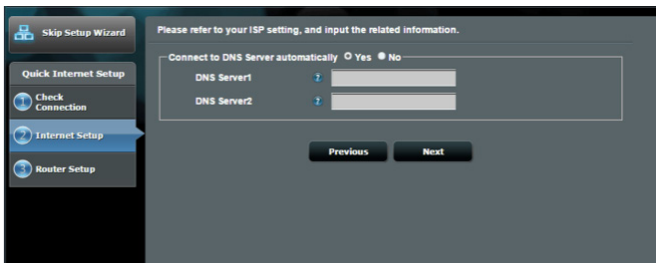 Skip Setup Wizard
Quick Internet Setup
1 Check Connection
2 Internet Setup
3 Router Setup
Please refer to your ISP setting, and input the related information.
Connect to DNS Server automatically Yes No
DNS Server1 ?
DNS Server2 ?
Previous Next